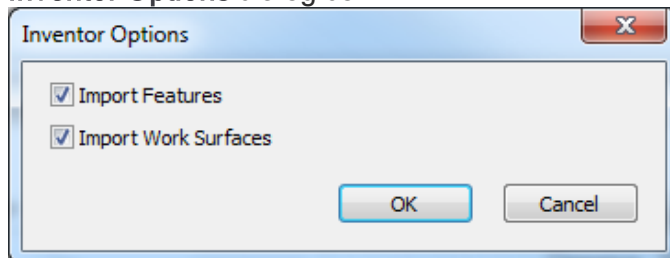 Inventor Options
Import Features
Import Work Surfaces
OK Cancel